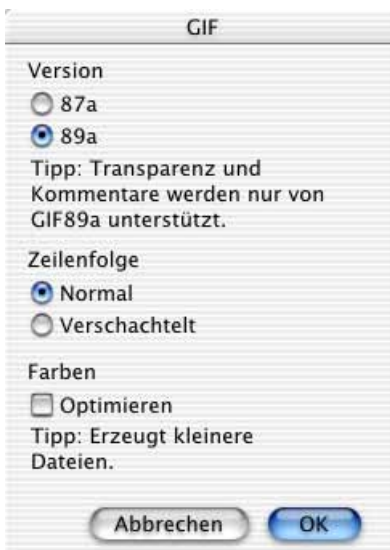 GIF
Version
87a
89a
Tipp: Transparenz und
Kommentare werden nur von
GIF89a unterstützt.
Zeilenfolge
Normal
Verschachtelt
Farben
Optimieren
Tipp: Erzeugt kleinere
Dateien.
Abbrechen OK